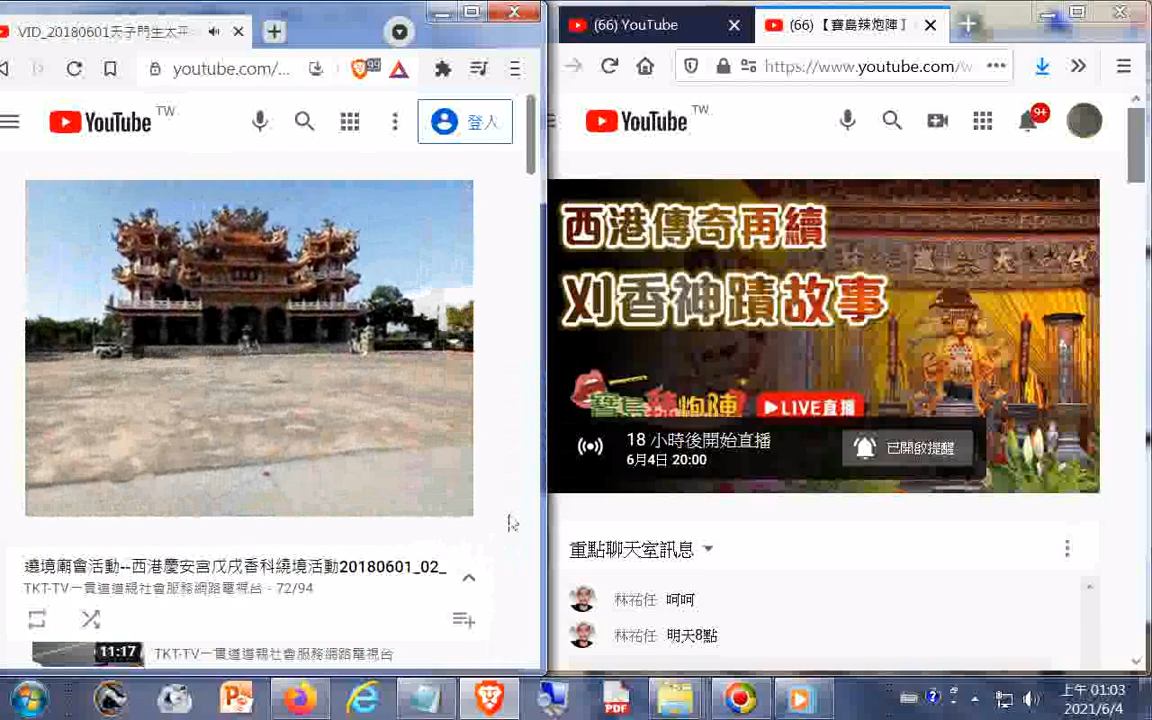 VID_20180601天子門生太平
youtube.com/...
99
YouTube TW
登入
遶境廟會活動--西港慶安宮戊戌香科繞境活動20180601_02_
TKT-TV一貫道道親社會服務網路電視台 - 72/94
11:17
TKT-TV一貫道道親社會服務網路電視台
(66) YouTube
(66) 【寶島辣炮陣】
https://www.youtube.com/w
YouTube TW
9+
西港傳奇再續
刈香神蹟故事
寶島辣炮陣
LIVE直播
18 小時後開始直播
6月4日 20:00
已開啟提醒
重點聊天室訊息
林祐任 呵呵
林祐任 明天8點
PDF
上午 01:03
2021/6/4